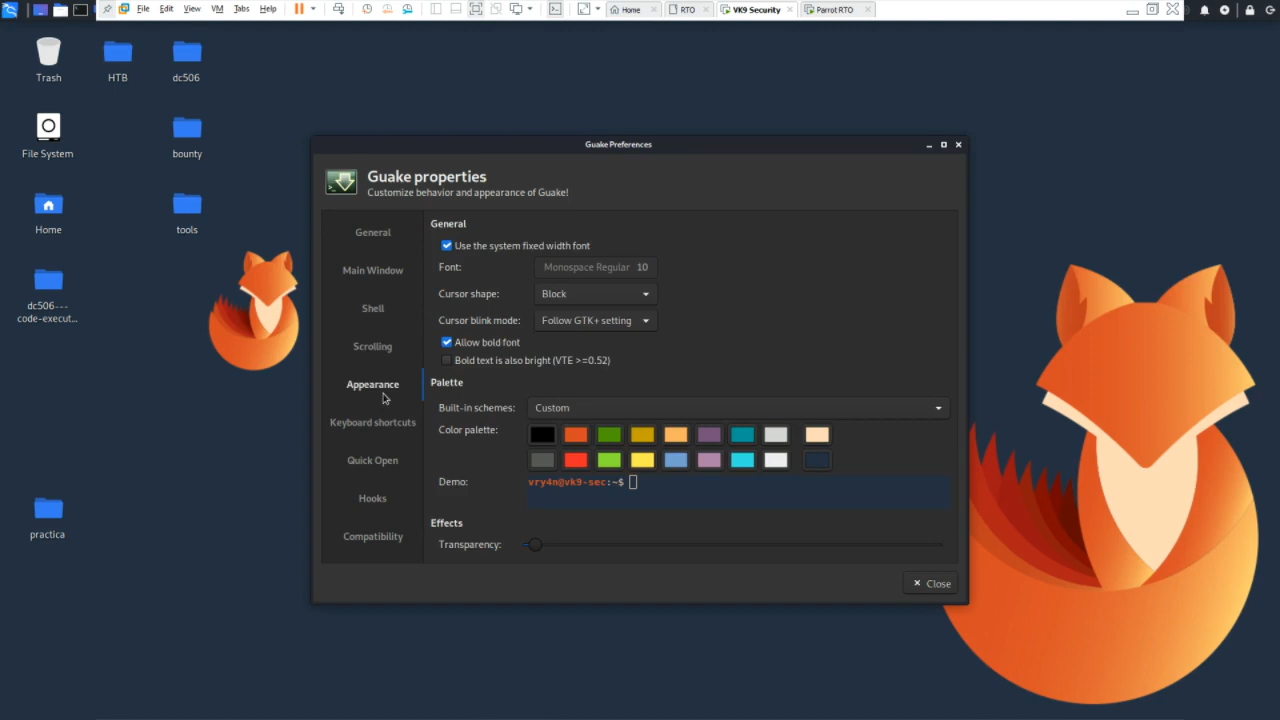 File Edit View VM Tabs Help Home RTO VK9 Security Parrot RTO
Trash HTB dc506
File System bounty
Home tools
dc506---
code-execut...
practica
Guake Preferences
Guake properties
Customize behavior and appearance of Guake!
General
Main Window
Shell
Scrolling
Appearance
Keyboard shortcuts
Quick Open
Hooks
Compatibility
General
Use the system fixed width font
Font: Monospace Regular 10
Cursor shape: Block
Cursor blink mode: Follow GTK+ setting
Allow bold font
Bold text is also bright (VTE >=0.52)
Palette
Built-in schemes: Custom
Color palette:
Demo: vry4n@vk9-sec:~$
Effects
Transparency:
Close